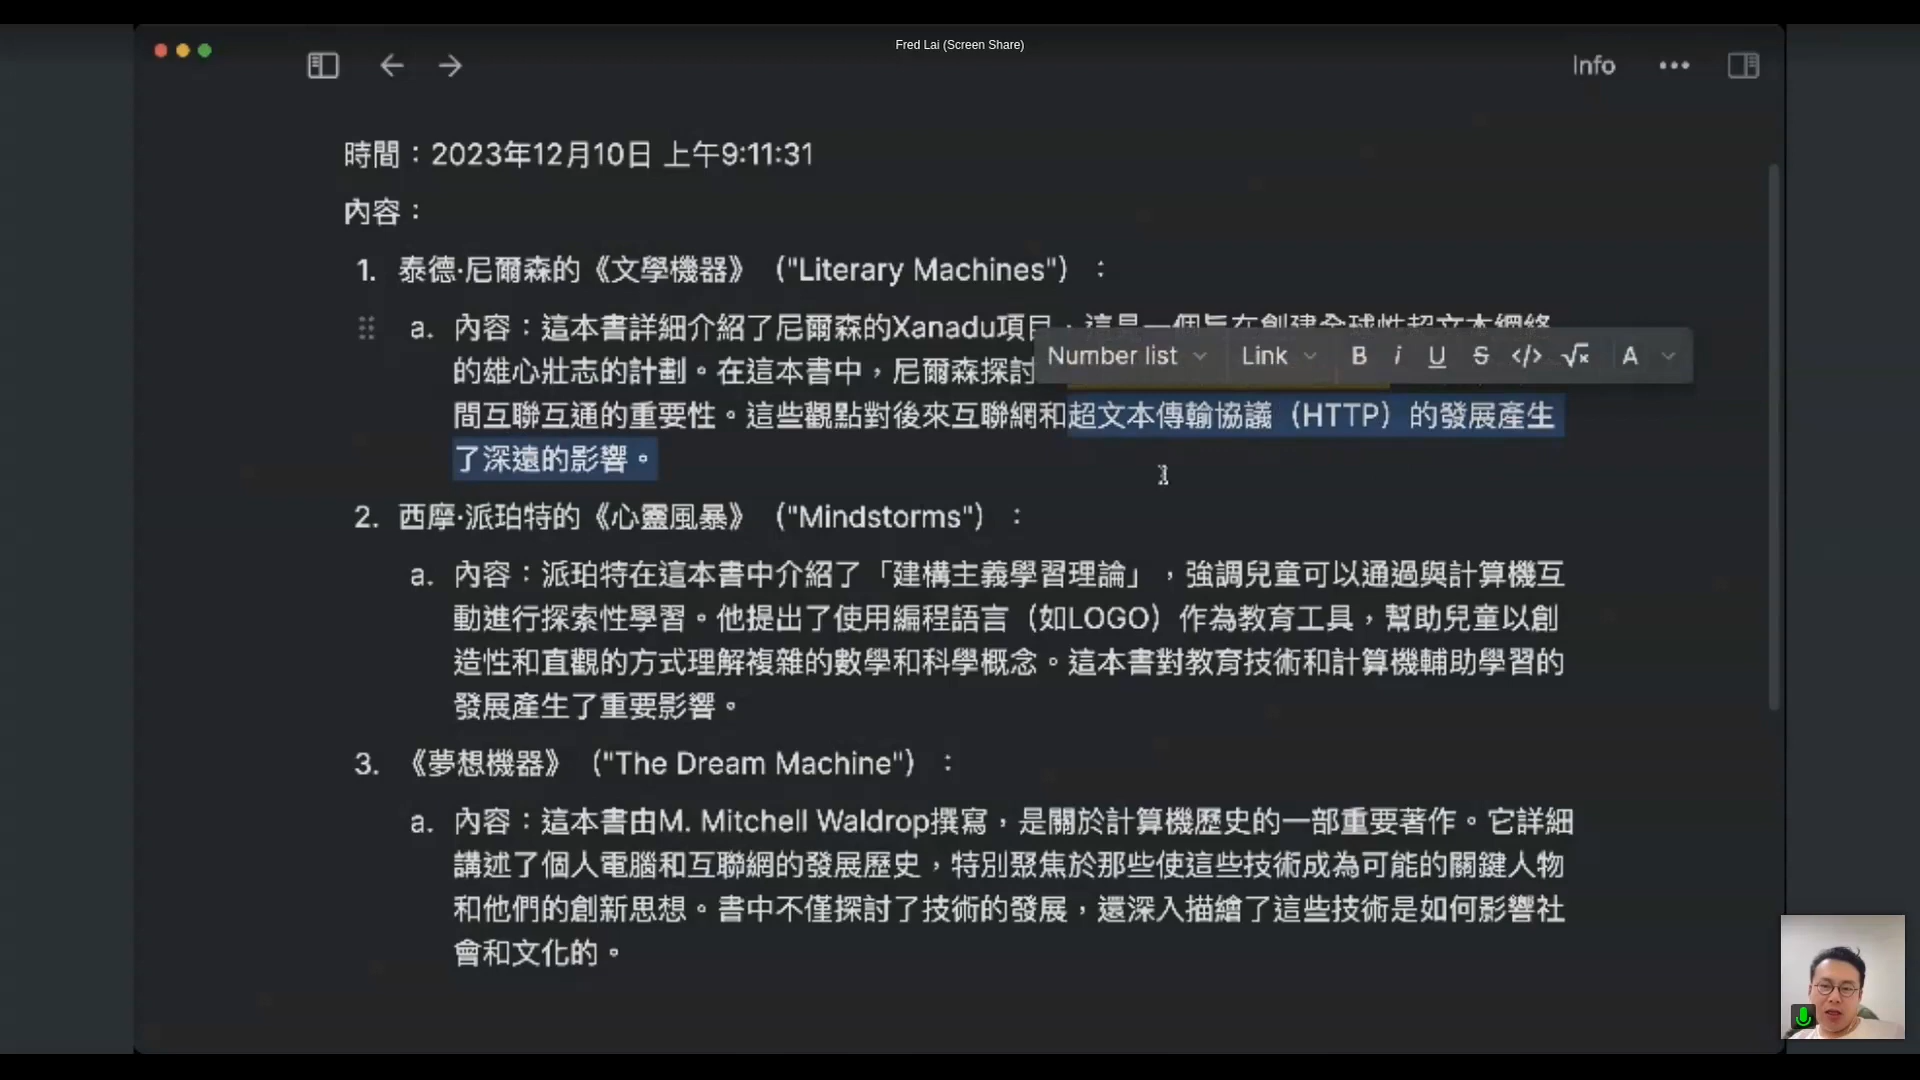 Fred Lai (Screen Share)
Info
時間：2023年12月10日 上午9:11:31
內容：
1. 泰德·尼爾森的《文學機器》（"Literary Machines"）：
a. 內容：這本書詳細介紹了尼爾森的Xanadu項目，這是一個旨在創建全球性超文本網絡
Number list Link B i U S </> √x A
的雄心壯志的計劃。在這本書中，尼爾森探討
間互聯互通的重要性。這些觀點對後來互聯網和超文本傳輸協議（HTTP）的發展產生
了深遠的影響。
2. 西摩·派珀特的《心靈風暴》（"Mindstorms"）：
a. 內容：派珀特在這本書中介紹了「建構主義學習理論」，強調兒童可以通過與計算機互
動進行探索性學習。他提出了使用編程語言（如LOGO）作為教育工具，幫助兒童以創
造性和直觀的方式理解複雜的數學和科學概念。這本書對教育技術和計算機輔助學習的
發展產生了重要影響。
3. 《夢想機器》（"The Dream Machine"）：
a. 內容：這本書由M. Mitchell Waldrop撰寫，是關於計算機歷史的一部重要著作。它詳細
講述了個人電腦和互聯網的發展歷史，特別聚焦於那些使這些技術成為可能的關鍵人物
和他們的創新思想。書中不僅探討了技術的發展，還深入描繪了這些技術是如何影響社
會和文化的。